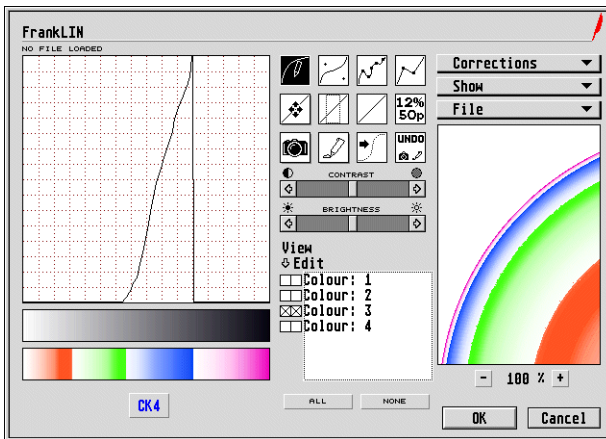 FrankLIN
NO FILE LOADED
Corrections
Show
File
12%
50p
UNDO
CONTRAST
BRIGHTNESS
View
Edit
Colour: 1
Colour: 2
Colour: 3
Colour: 4
CK4
ALL
NONE
- 100 % +
OK
Cancel